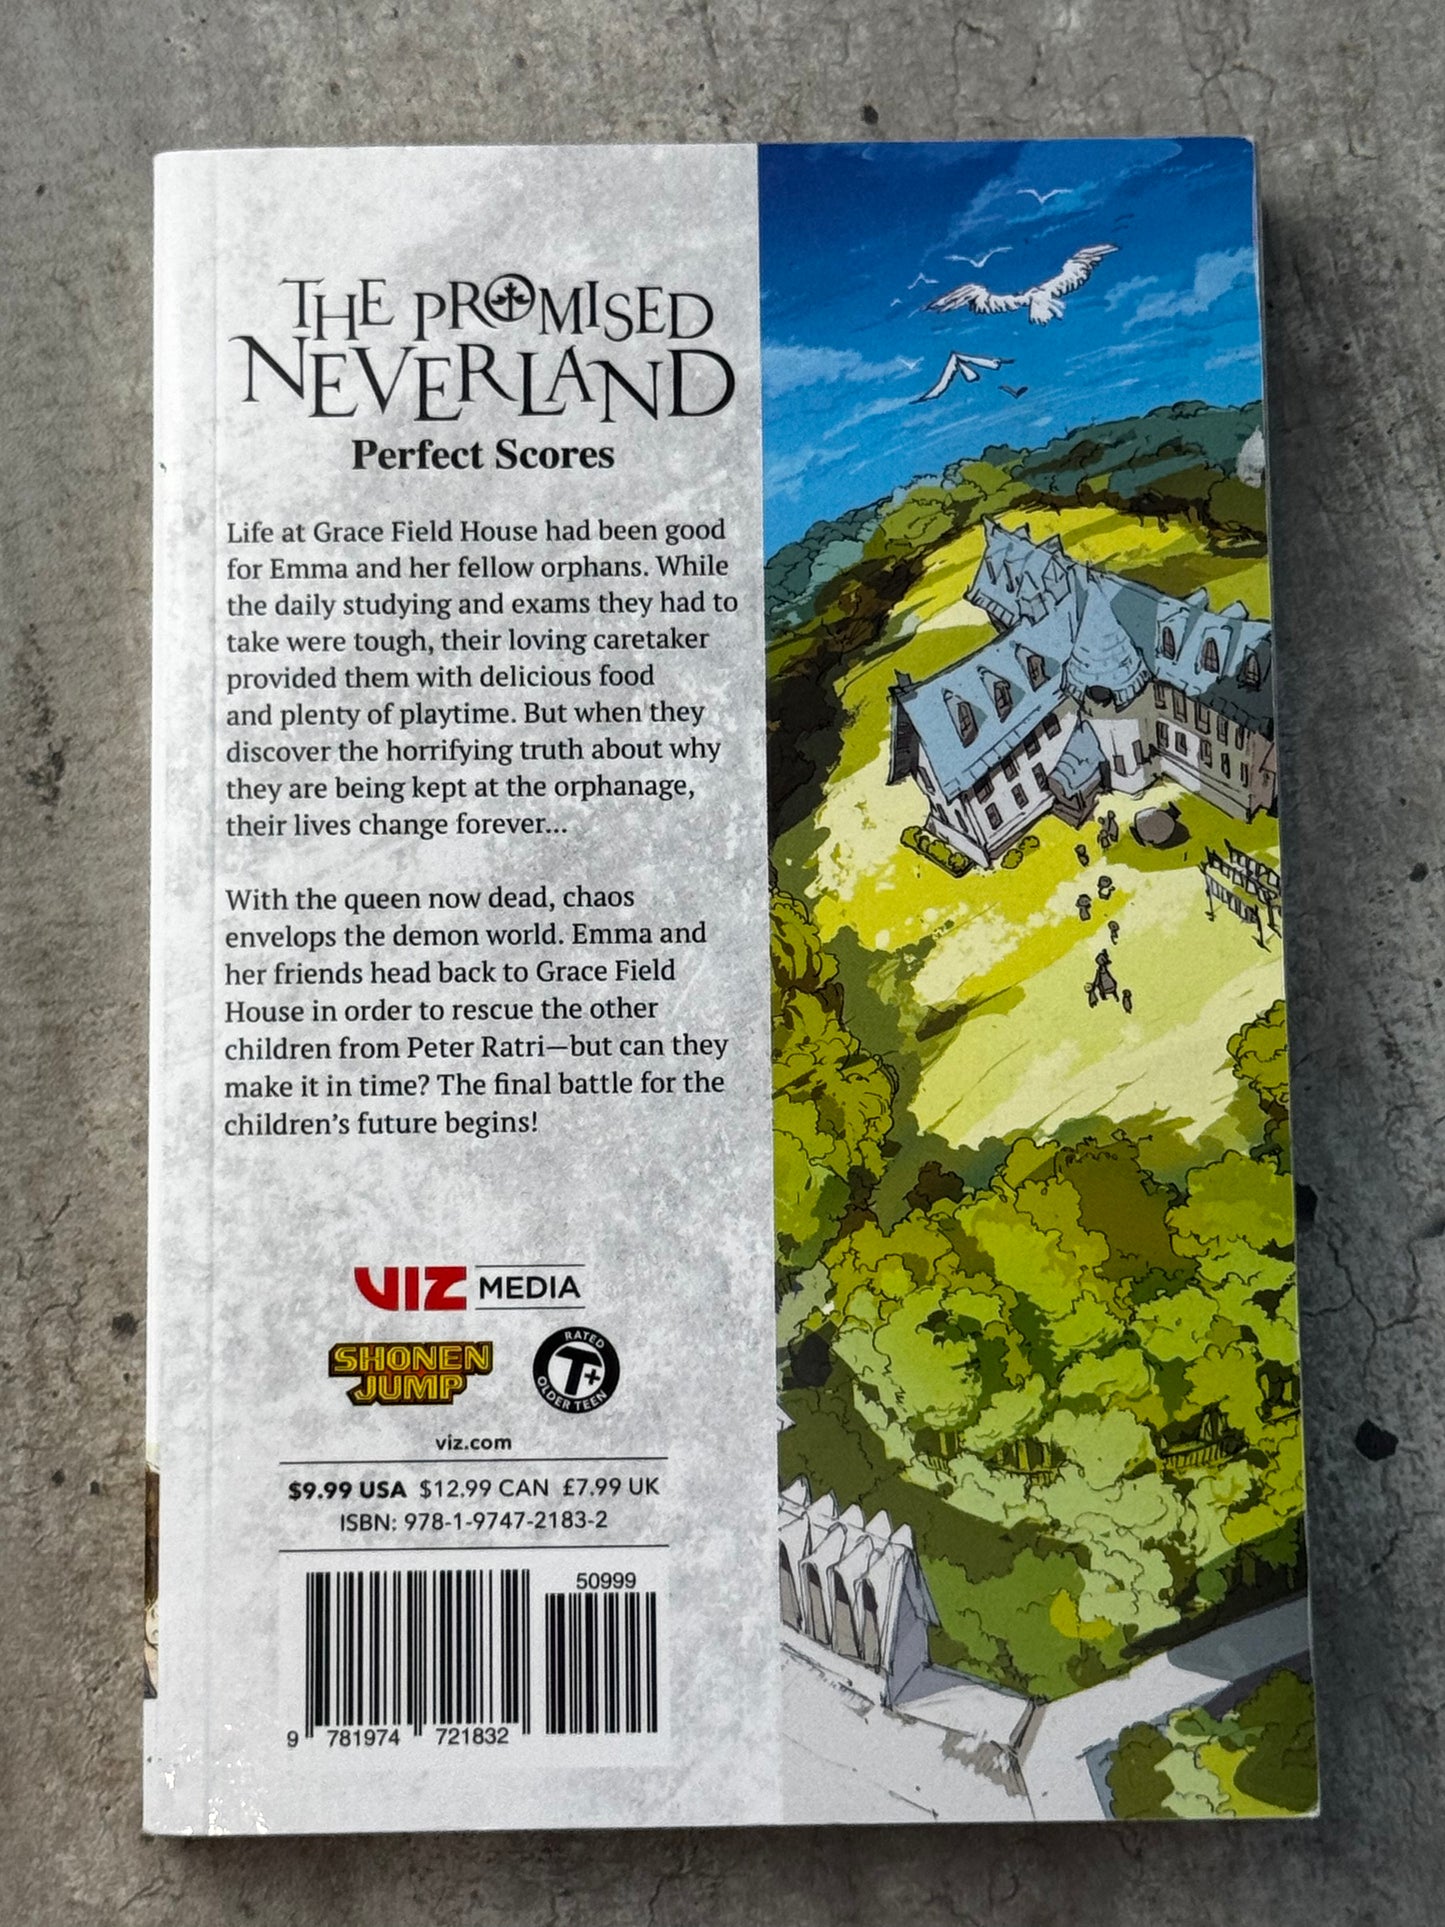 THE PROMISED
NEVERLAND
Perfect Scores
Life at Grace Field House had been good
for Emma and her fellow orphans. While
the daily studying and exams they had to
take were tough, their loving caretaker
provided them with delicious food
and plenty of playtime. But when they
discover the horrifying truth about why
they are being kept at the orphanage,
their lives change forever...
With the queen now dead, chaos
envelops the demon world. Emma and
her friends head back to Grace Field
House in order to rescue the other
children from Peter Ratri—but can they
make it in time? The final battle for the
children's future begins!
VIZ MEDIA
SHONEN
JUMP
RATED
T+
OLDER TEEN
viz.com
$9.99 USA $12.99 CAN £7.99 UK
ISBN: 978-1-9747-2183-2
50999
9 781974 721832